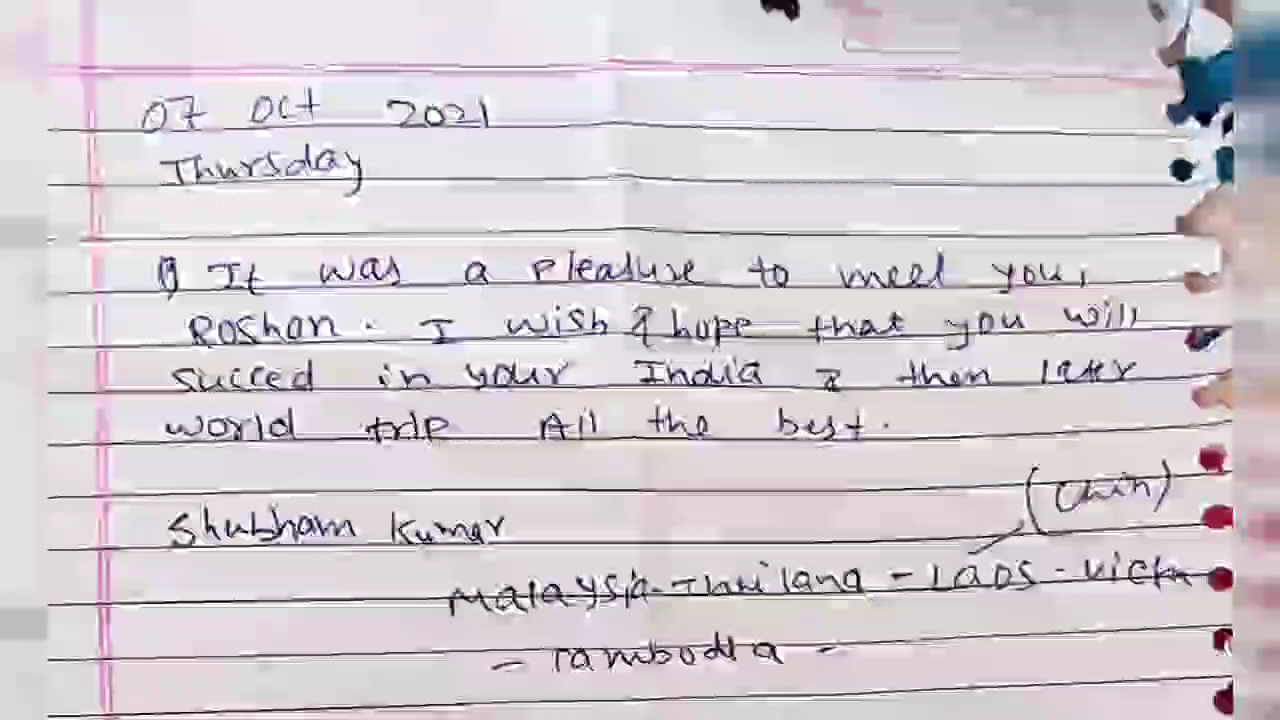 07 Oct 2021
Thursday
It was a pleasure to meet you,
Roshan. I wish & hope that you will
succed in your India & then later
world trip All the best.
Shubham Kumar
(Chin)
Malaysia-Thailand - Laos - Vietn
- Cambodia -